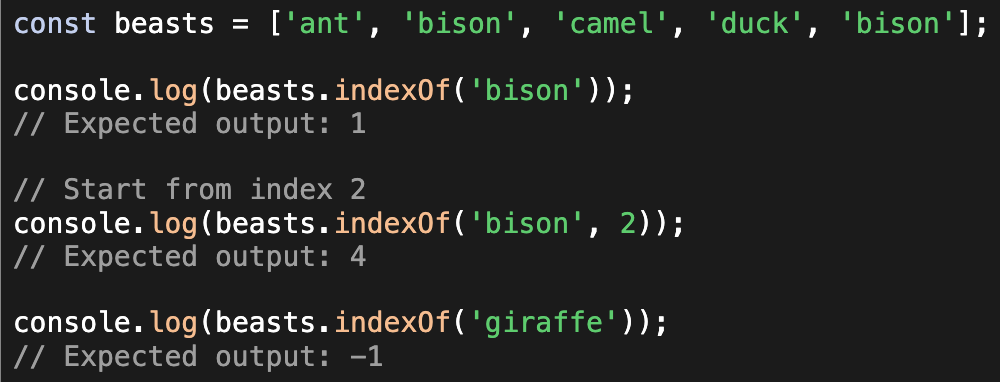 const beasts = ['ant', 'bison', 'camel', 'duck', 'bison'];
console.log(beasts.indexOf('bison'));
// Expected output: 1
// Start from index 2
console.log(beasts.indexOf('bison', 2));
// Expected output: 4
console.log(beasts.indexOf('giraffe'));
// Expected output: -1